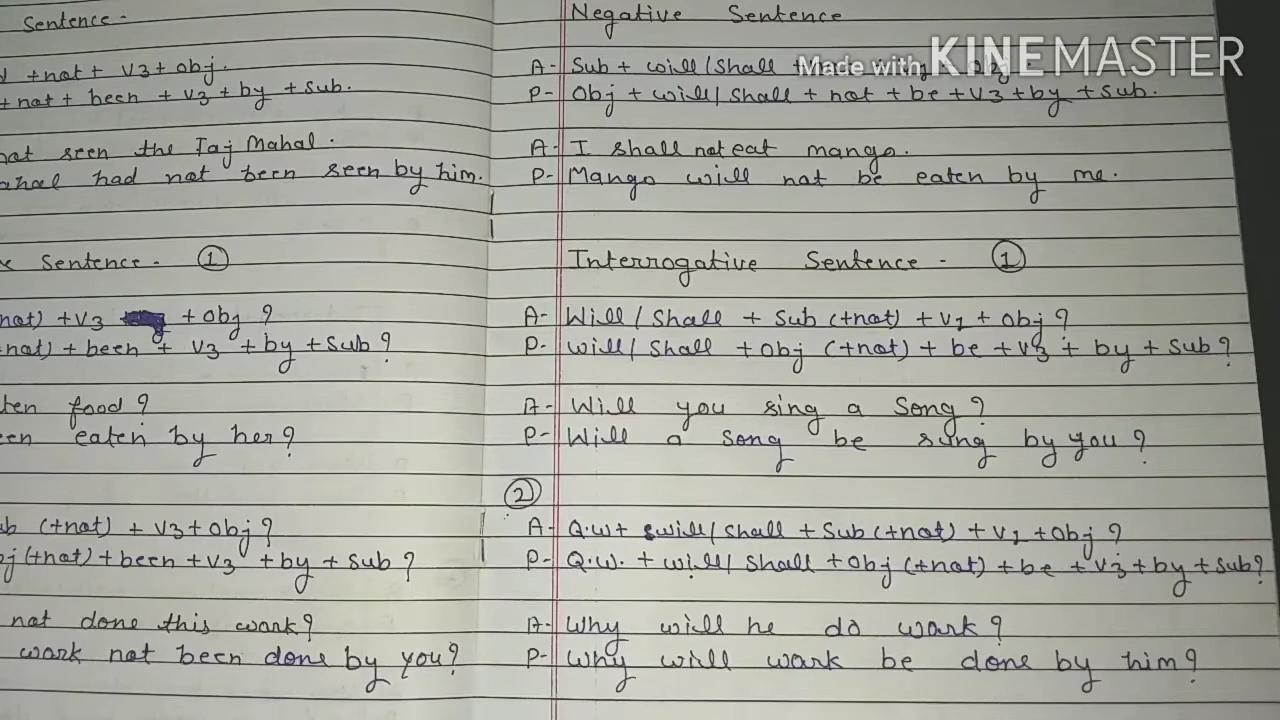 Sentence -
+not + V3 + obj.
+ not + been + V3 + by + sub.
not seen the Taj Mahal.
ahal had not been seen by him.
Sentence - ①
not) + V3 + obj ?
+not) + been + V3 + by + sub ?
ten food ?
een eaten by her ?
ub (+not) + V3 + obj ?
bj (+not) + been + V3 + by + sub ?
not done this work ?
work not been done by you ?
Negative Sentence
Made with KINEMASTER
A- Sub + will / shall +
P- Obj + will / shall + not + be + V3 + by + sub.
A- I shall not eat mango.
P- Mango will not be eaten by me.
Interrogative Sentence - ①
A- Will / Shall + Sub (+not) + V1 + Obj ?
P- Will / Shall + Obj (+not) + be + V3 + by + Sub ?
A- Will you sing a Song ?
P- Will a song be sung by you ?
②
A- Q.W + will / shall + Sub (+not) + V1 + Obj ?
P- Q.W. + will / shall + Obj (+not) + be + V3 + by + Sub ?
A- Why will he do work ?
P- Why will work be done by him ?